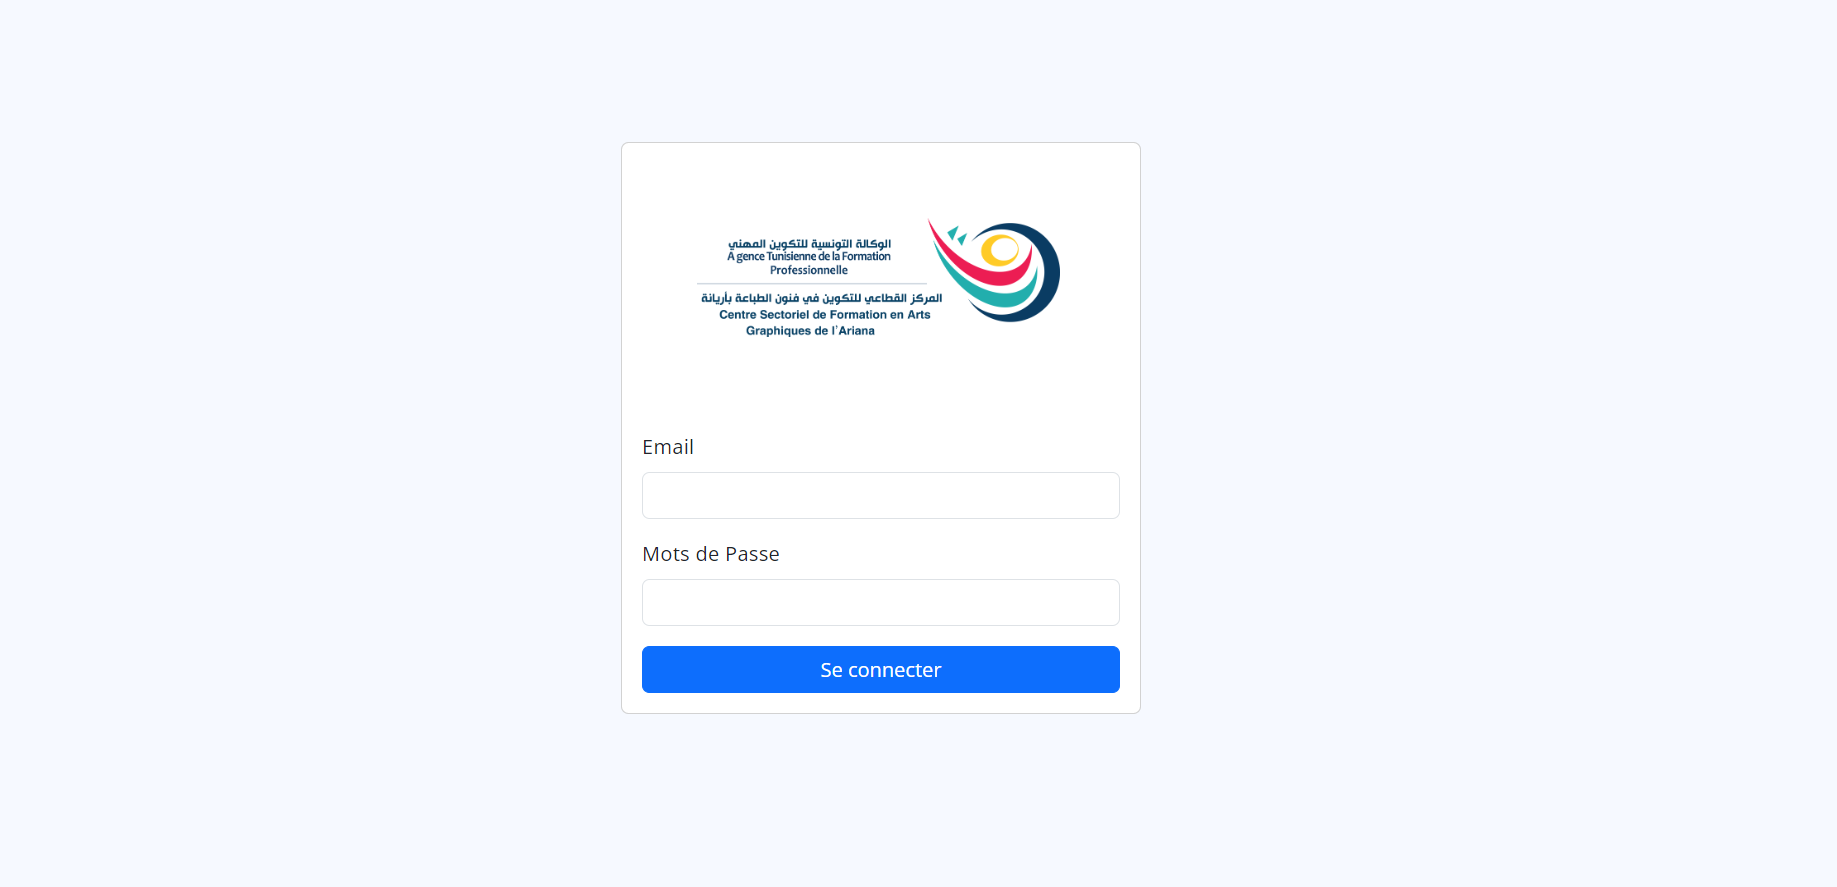 الوكالة التونسية للتكوين المهني
A gence Tunisienne de la Formation
Professionnelle
المركز القطاعي للتكوين في فنون الطباعة بأريانة
Centre Sectoriel de Formation en Arts
Graphiques de l'Ariana
Email
Mots de Passe
Se connecter